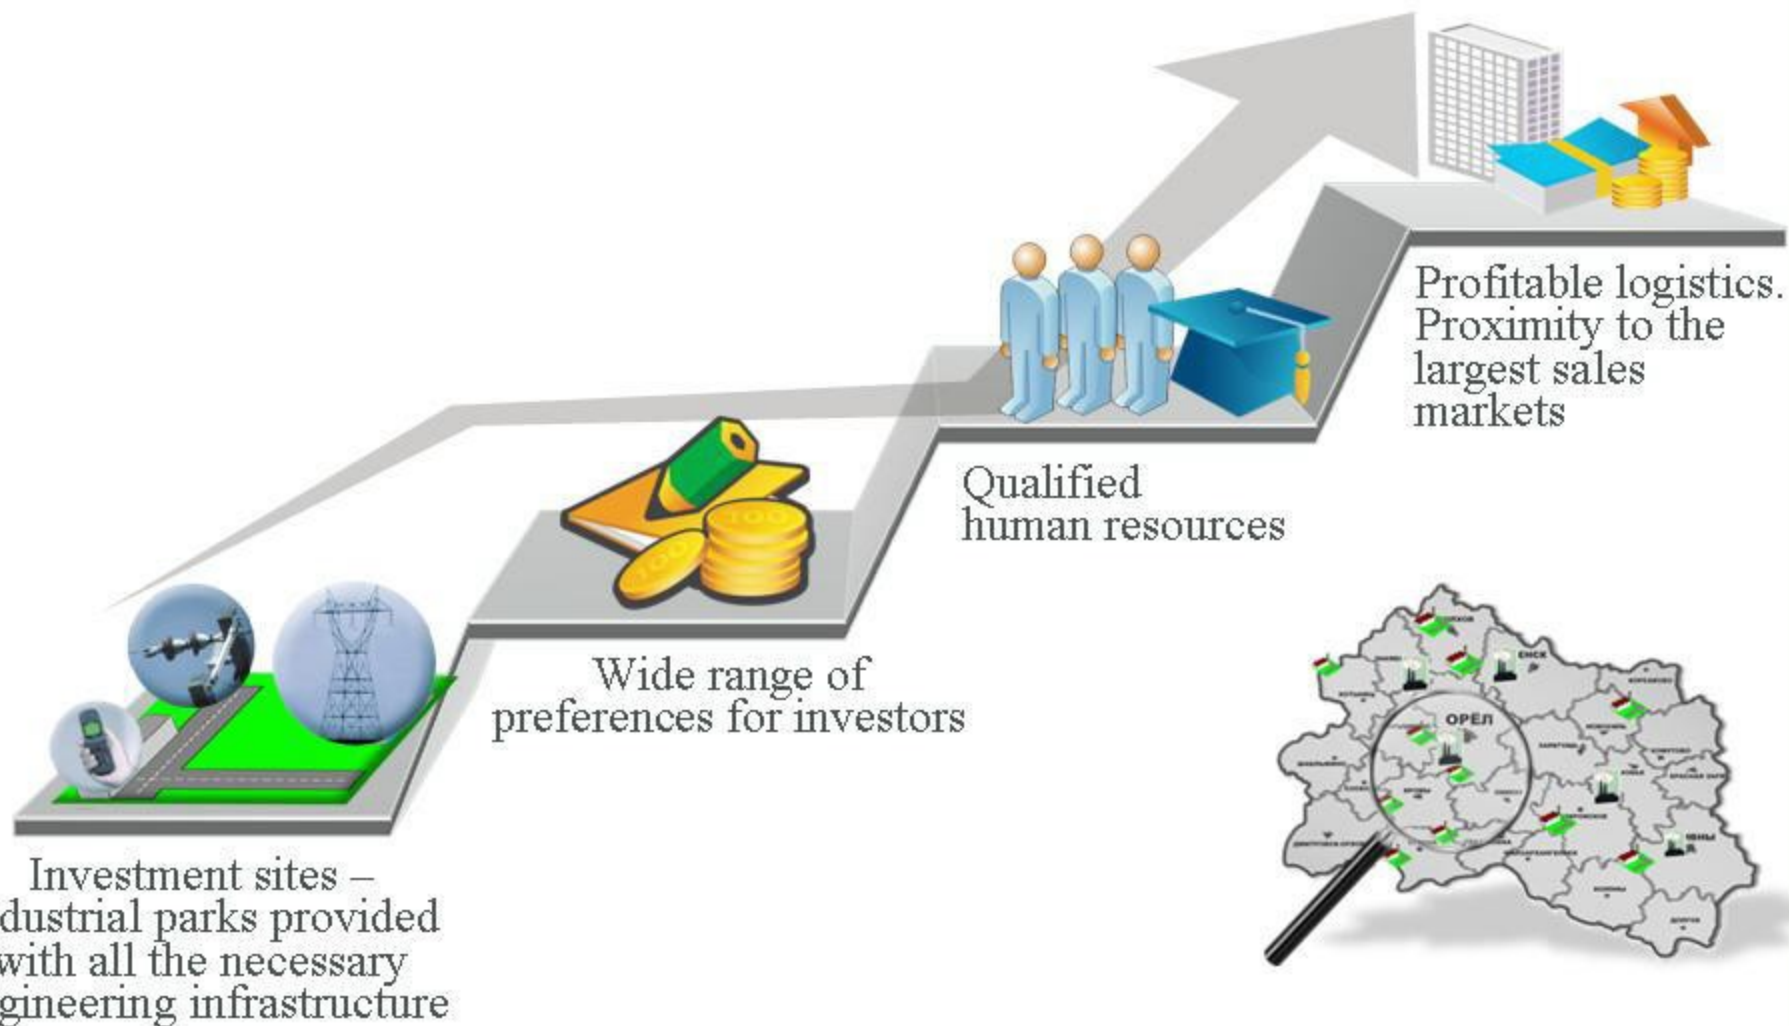 Profitable logistics.
Proximity to the
largest sales
markets
Qualified
human resources
Wide range of
preferences for investors
Investment sites –
dustrial parks provided
with all the necessary
gineering infrastructure
ОРЁЛ